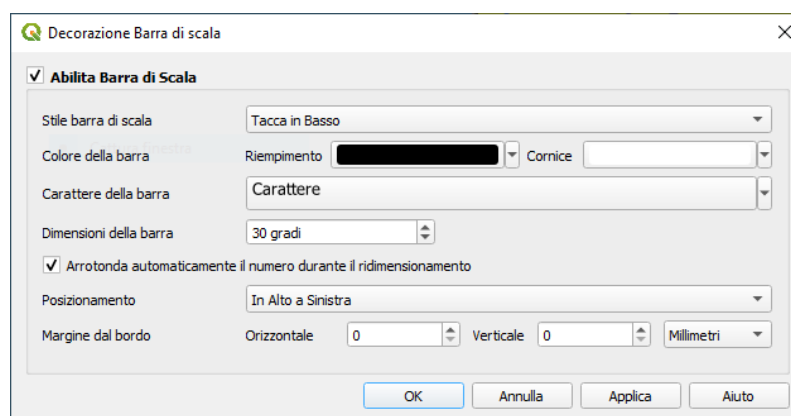 Decorazione Barra di scala
Abilita Barra di Scala
Stile barra di scala Tacca in Basso
Colore della barra Riempimento Cornice
Carattere della barra Carattere
Dimensioni della barra 30 gradi
Arrotonda automaticamente il numero durante il ridimensionamento
Posizionamento In Alto a Sinistra
Margine dal bordo Orizzontale 0 Verticale 0 Millimetri
OK Annulla Applica Aiuto